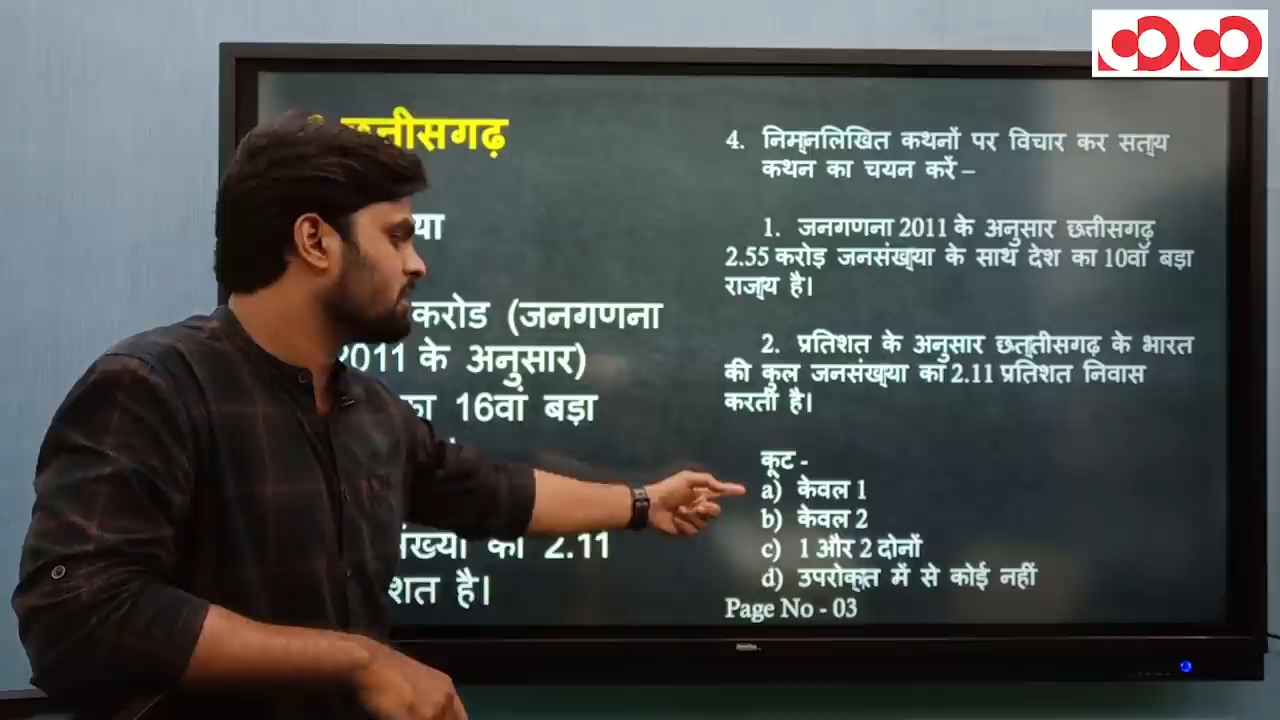 छत्तीसगढ़
या
करोड (जनगणना
2011 के अनुसार)
का 16वां बड़ा
का 2.11
शत है।
4. निम्नलिखित कथनों पर विचार कर सत्य
कथन का चयन करें –
1. जनगणना 2011 के अनुसार छत्तीसगढ़
2.55 करोड़ जनसंख्या के साथ देश का 10वाँ बड़ा
राज्य है।
2. प्रतिशत के अनुसार छत्तीसगढ़ के भारत
की कुल जनसंख्या का 2.11 प्रतिशत निवास
करती है।
कूट -
a) केवल 1
b) केवल 2
c) 1 और 2 दोनों
d) उपरोक्त में से कोई नहीं
Page No - 03